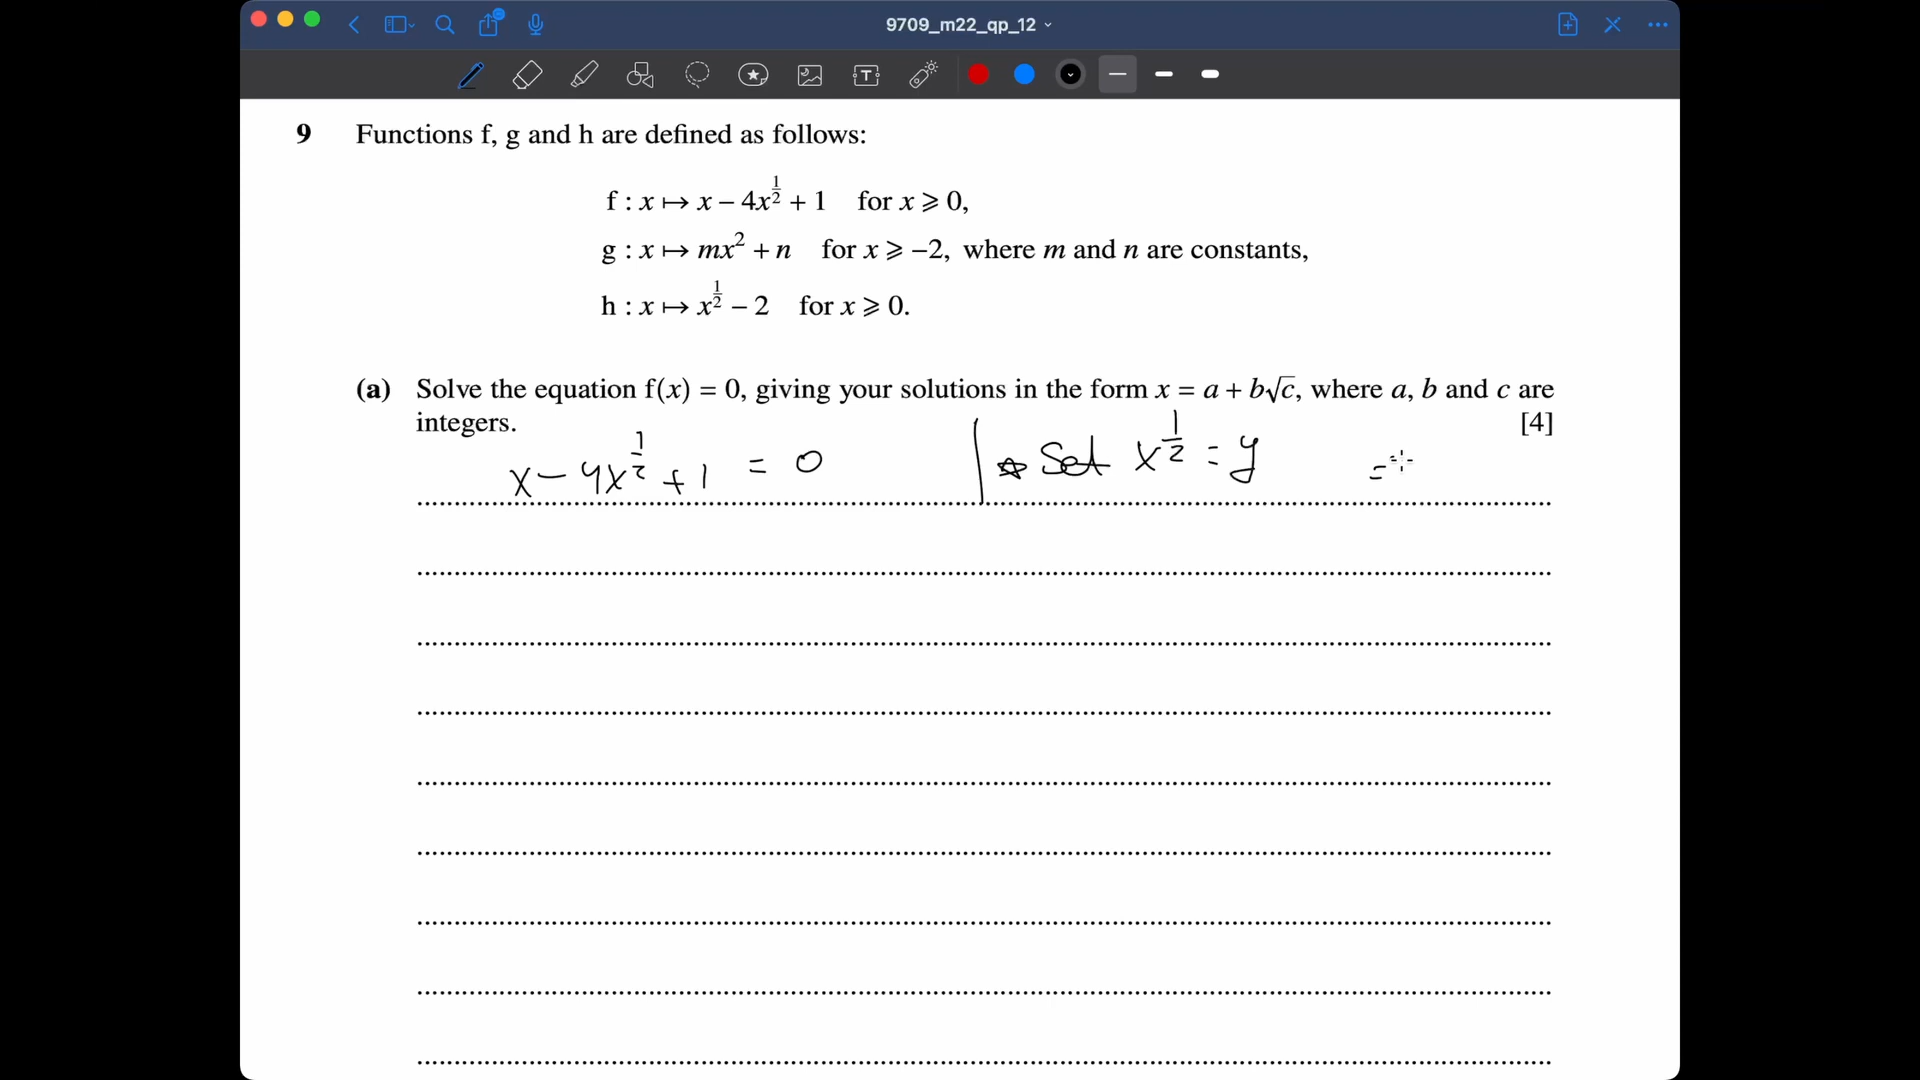 9709_m22_qp_12
9 Functions f, g and h are defined as follows:
f : x ↦ x – 4x^{1/2} + 1 for x ⩾ 0,
g : x ↦ mx² + n for x ⩾ –2, where m and n are constants,
h : x ↦ x^{1/2} – 2 for x ⩾ 0.
(a) Solve the equation f(x) = 0, giving your solutions in the form x = a + b√c, where a, b and c are
integers. [4]
x – 4x^{1/2} + 1 = 0 | ☆ Set x^{1/2} = y =